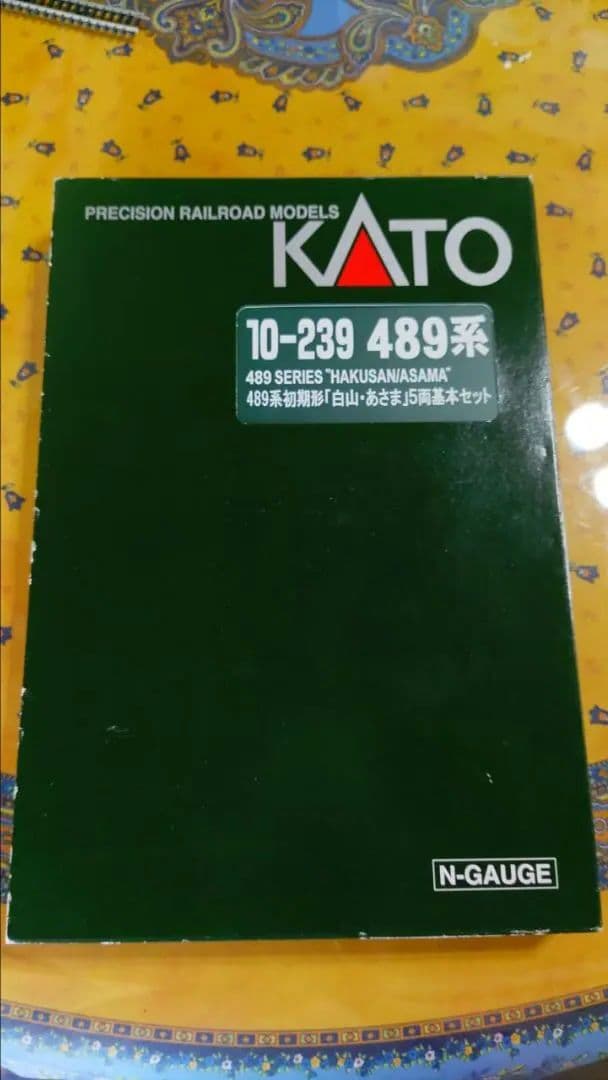 PRECISION RAILROAD MODELS
KATO
10-239 489系
489 SERIES "HAKUSAN/ASAMA"
489系初期形「白山・あさま」5両基本セット
N-GAUGE